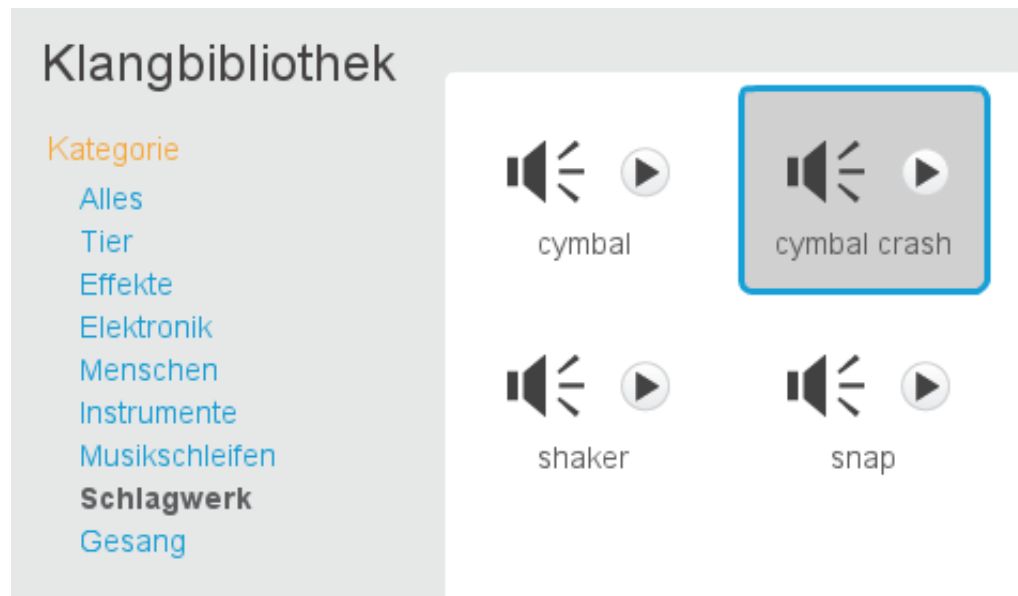 Klangbibliothek
Kategorie
Alles
Tier
Effekte
Elektronik
Menschen
Instrumente
Musikschleifen
Schlagwerk
Gesang
cymbal
cymbal crash
shaker
snap